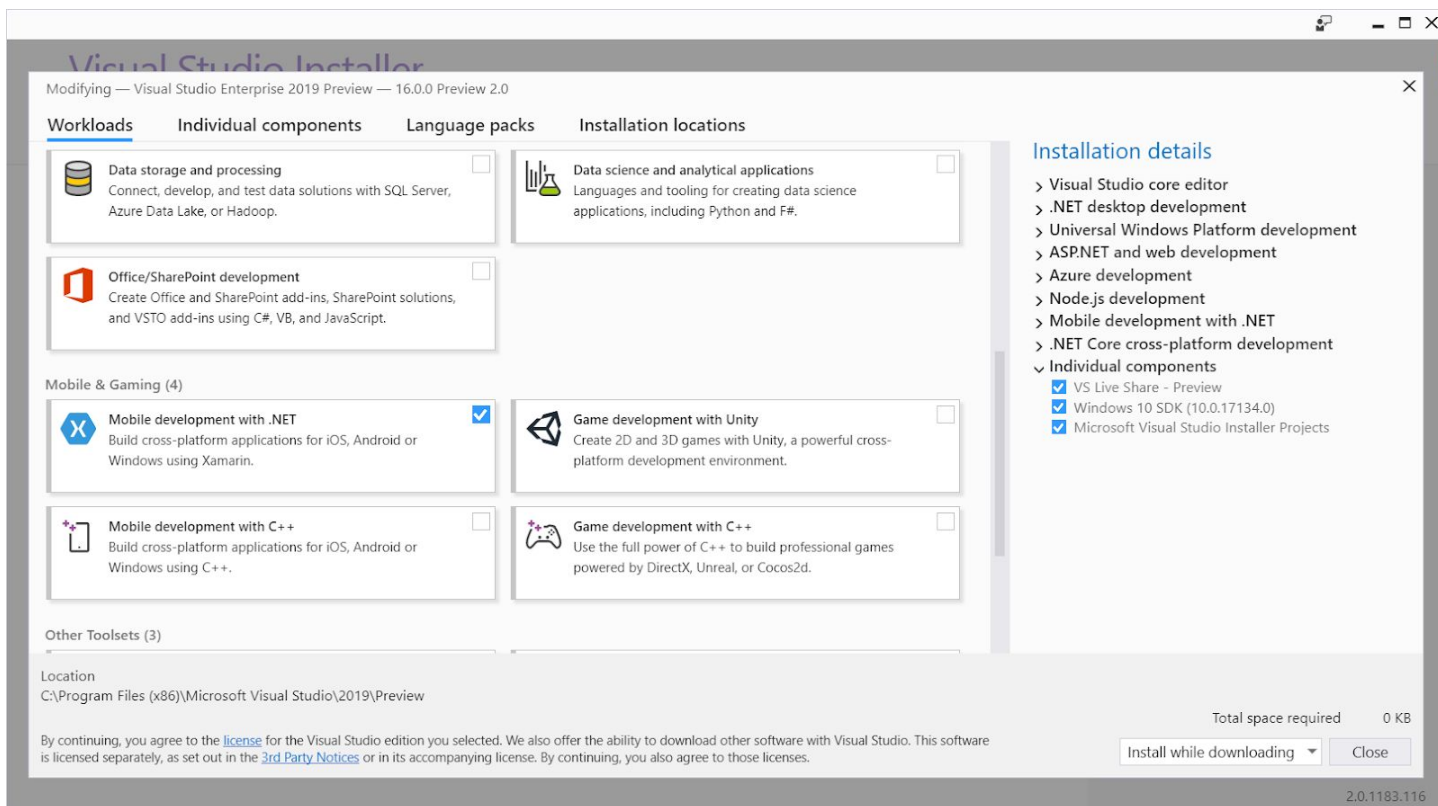 Visual Studio Installer
Modifying — Visual Studio Enterprise 2019 Preview — 16.0.0 Preview 2.0
Workloads Individual components Language packs Installation locations
Data storage and processing
Connect, develop, and test data solutions with SQL Server,
Azure Data Lake, or Hadoop.
Data science and analytical applications
Languages and tooling for creating data science
applications, including Python and F#.
Office/SharePoint development
Create Office and SharePoint add-ins, SharePoint solutions,
and VSTO add-ins using C#, VB, and JavaScript.
Mobile & Gaming (4)
Mobile development with .NET
Build cross-platform applications for iOS, Android or
Windows using Xamarin.
Game development with Unity
Create 2D and 3D games with Unity, a powerful cross-
platform development environment.
Mobile development with C++
Build cross-platform applications for iOS, Android or
Windows using C++.
Game development with C++
Use the full power of C++ to build professional games
powered by DirectX, Unreal, or Cocos2d.
Other Toolsets (3)
Installation details
Visual Studio core editor
.NET desktop development
Universal Windows Platform development
ASP.NET and web development
Azure development
Node.js development
Mobile development with .NET
.NET Core cross-platform development
Individual components
VS Live Share - Preview
Windows 10 SDK (10.0.17134.0)
Microsoft Visual Studio Installer Projects
Location
C:\Program Files (x86)\Microsoft Visual Studio\2019\Preview
Total space required 0 KB
By continuing, you agree to the license for the Visual Studio edition you selected. We also offer the ability to download other software with Visual Studio. This software
is licensed separately, as set out in the 3rd Party Notices or in its accompanying license. By continuing, you also agree to those licenses.
Install while downloading Close
2.0.1183.116